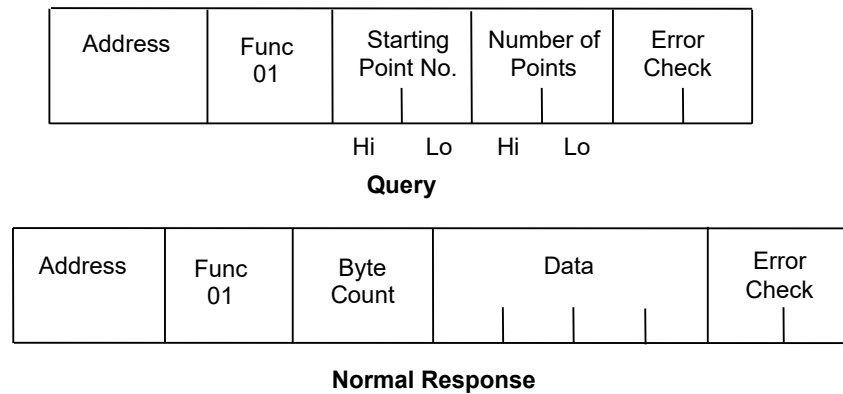 Address
Func
01
Starting
Point No.
Number of
Points
Error
Check
Hi Lo Hi Lo
Query
Address
Func
01
Byte
Count
Data
Error
Check
Normal Response